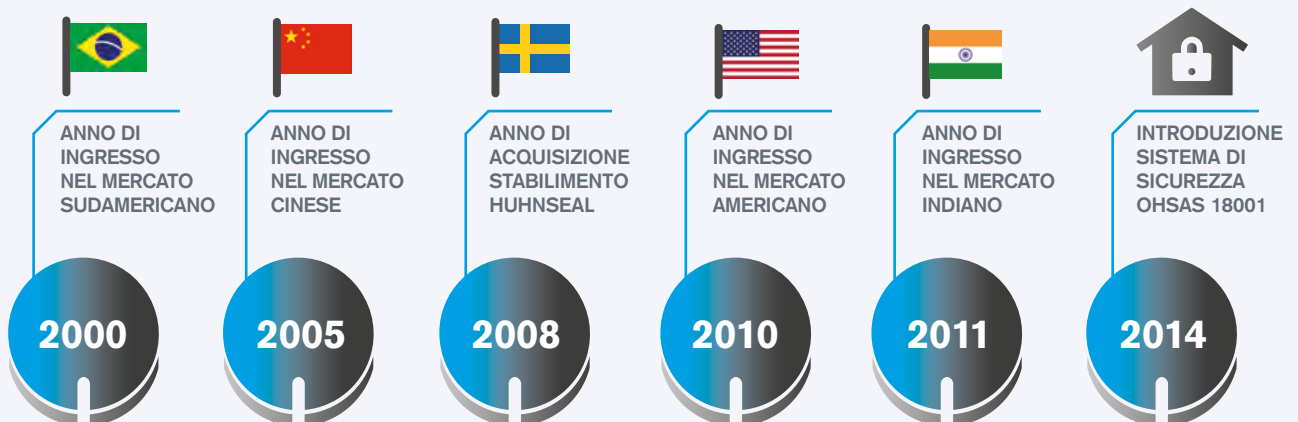 ANNO DI
INGRESSO
NEL MERCATO
SUDAMERICANO
2000
ANNO DI
INGRESSO
NEL MERCATO
CINESE
2005
ANNO DI
ACQUISIZIONE
STABILIMENTO
HUHNSEAL
2008
ANNO DI
INGRESSO
NEL MERCATO
AMERICANO
2010
ANNO DI
INGRESSO
NEL MERCATO
INDIANO
2011
INTRODUZIONE
SISTEMA DI
SICUREZZA
OHSAS 18001
2014